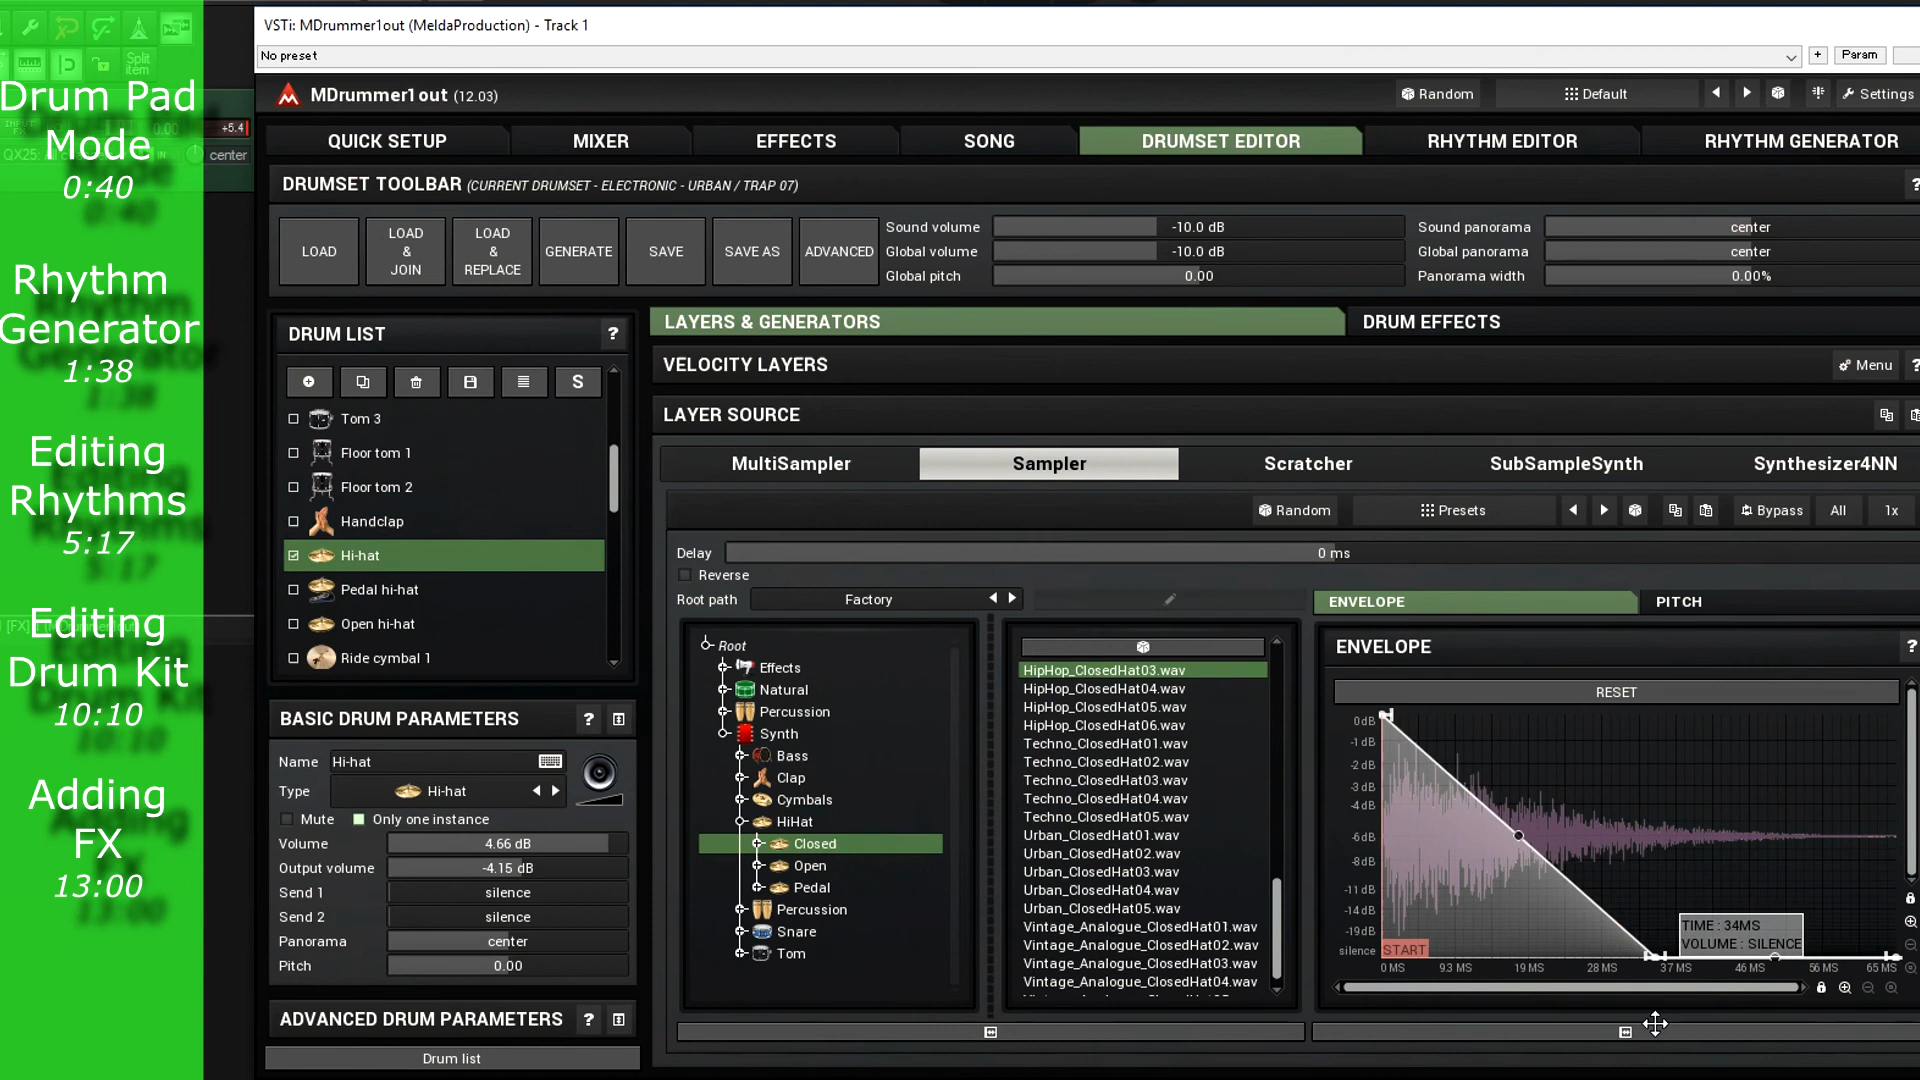 VSTi: MDrummer1out (MeldaProduction) - Track 1
No preset
+
Param
MDrummer1out (12.03)
Random
Default
Settings
QUICK SETUP
MIXER
EFFECTS
SONG
DRUMSET EDITOR
RHYTHM EDITOR
RHYTHM GENERATOR
DRUMSET TOOLBAR (CURRENT DRUMSET - ELECTRONIC - URBAN / TRAP 07)
?
LOAD
LOAD
&
JOIN
LOAD
&
REPLACE
GENERATE
SAVE
SAVE AS
ADVANCED
Sound volume
-10.0 dB
Global volume
-10.0 dB
Global pitch
0.00
Sound panorama
center
Global panorama
center
Panorama width
0.00%
Split
item
+5.4
center
Drum Pad
Mode
0:40
Rhythm
Generator
1:38
Editing
Rhythms
5:17
Editing
Drum Kit
10:10
Adding
FX
13:00
DRUM LIST
?
S
Tom 3
Floor tom 1
Floor tom 2
Handclap
Hi-hat
Pedal hi-hat
Open hi-hat
Ride cymbal 1
BASIC DRUM PARAMETERS
?
Name
Hi-hat
Type
Hi-hat
Mute
Only one instance
Volume
4.66 dB
Output volume
-4.15 dB
Send 1
silence
Send 2
silence
Panorama
center
Pitch
0.00
ADVANCED DRUM PARAMETERS
?
Drum list
LAYERS & GENERATORS
DRUM EFFECTS
VELOCITY LAYERS
Menu
?
LAYER SOURCE
MultiSampler
Sampler
Scratcher
SubSampleSynth
Synthesizer4NN
Random
Presets
Bypass
All
1x
Delay
0 ms
Reverse
Root path
Factory
Root
Effects
Natural
Percussion
Synth
Bass
Clap
Cymbals
HiHat
Closed
Open
Pedal
Percussion
Snare
Tom
HipHop_ClosedHat03.wav
HipHop_ClosedHat04.wav
HipHop_ClosedHat05.wav
HipHop_ClosedHat06.wav
Techno_ClosedHat01.wav
Techno_ClosedHat02.wav
Techno_ClosedHat03.wav
Techno_ClosedHat04.wav
Techno_ClosedHat05.wav
Urban_ClosedHat01.wav
Urban_ClosedHat02.wav
Urban_ClosedHat03.wav
Urban_ClosedHat04.wav
Urban_ClosedHat05.wav
Vintage_Analogue_ClosedHat01.wav
Vintage_Analogue_ClosedHat02.wav
Vintage_Analogue_ClosedHat03.wav
Vintage_Analogue_ClosedHat04.wav
ENVELOPE
PITCH
ENVELOPE
?
RESET
0dB
-1 dB
-2 dB
-3 dB
-4 dB
-6 dB
-8 dB
-11 dB
-14 dB
-19 dB
silence
START
TIME : 34MS
VOLUME : SILENCE
0 MS
9.3 MS
19 MS
28 MS
37 MS
46 MS
56 MS
65 MS